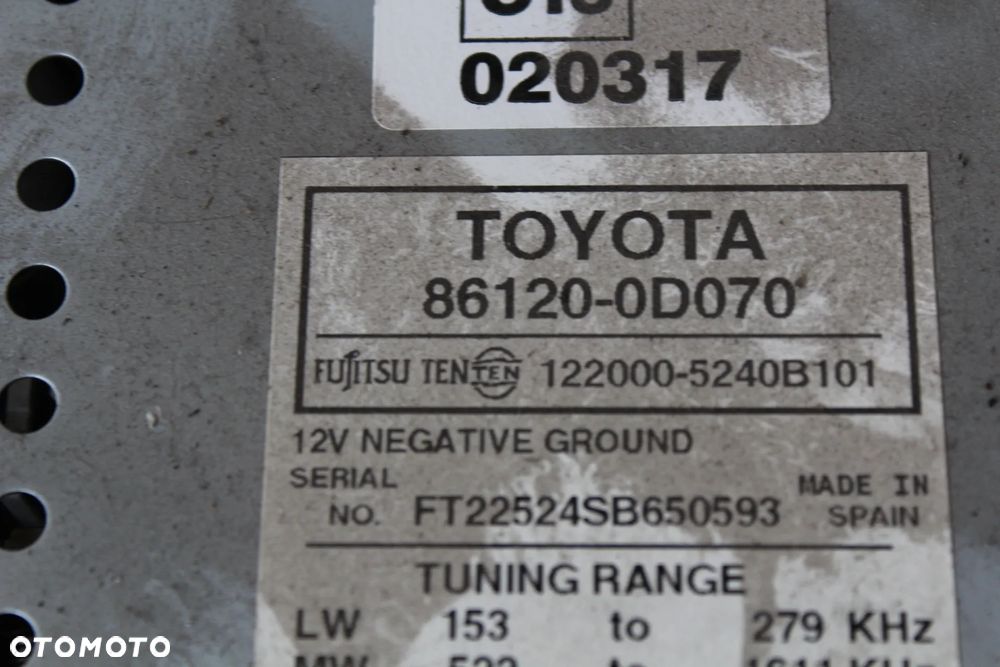 020317
TOYOTA
86120-0D070
FUJITSU TEN TEN 122000-5240B101
12V NEGATIVE GROUND
SERIAL
NO. FT22524SB650593
MADE IN
SPAIN
TUNING RANGE
LW 153 to 279 KHz
OTOMOTO